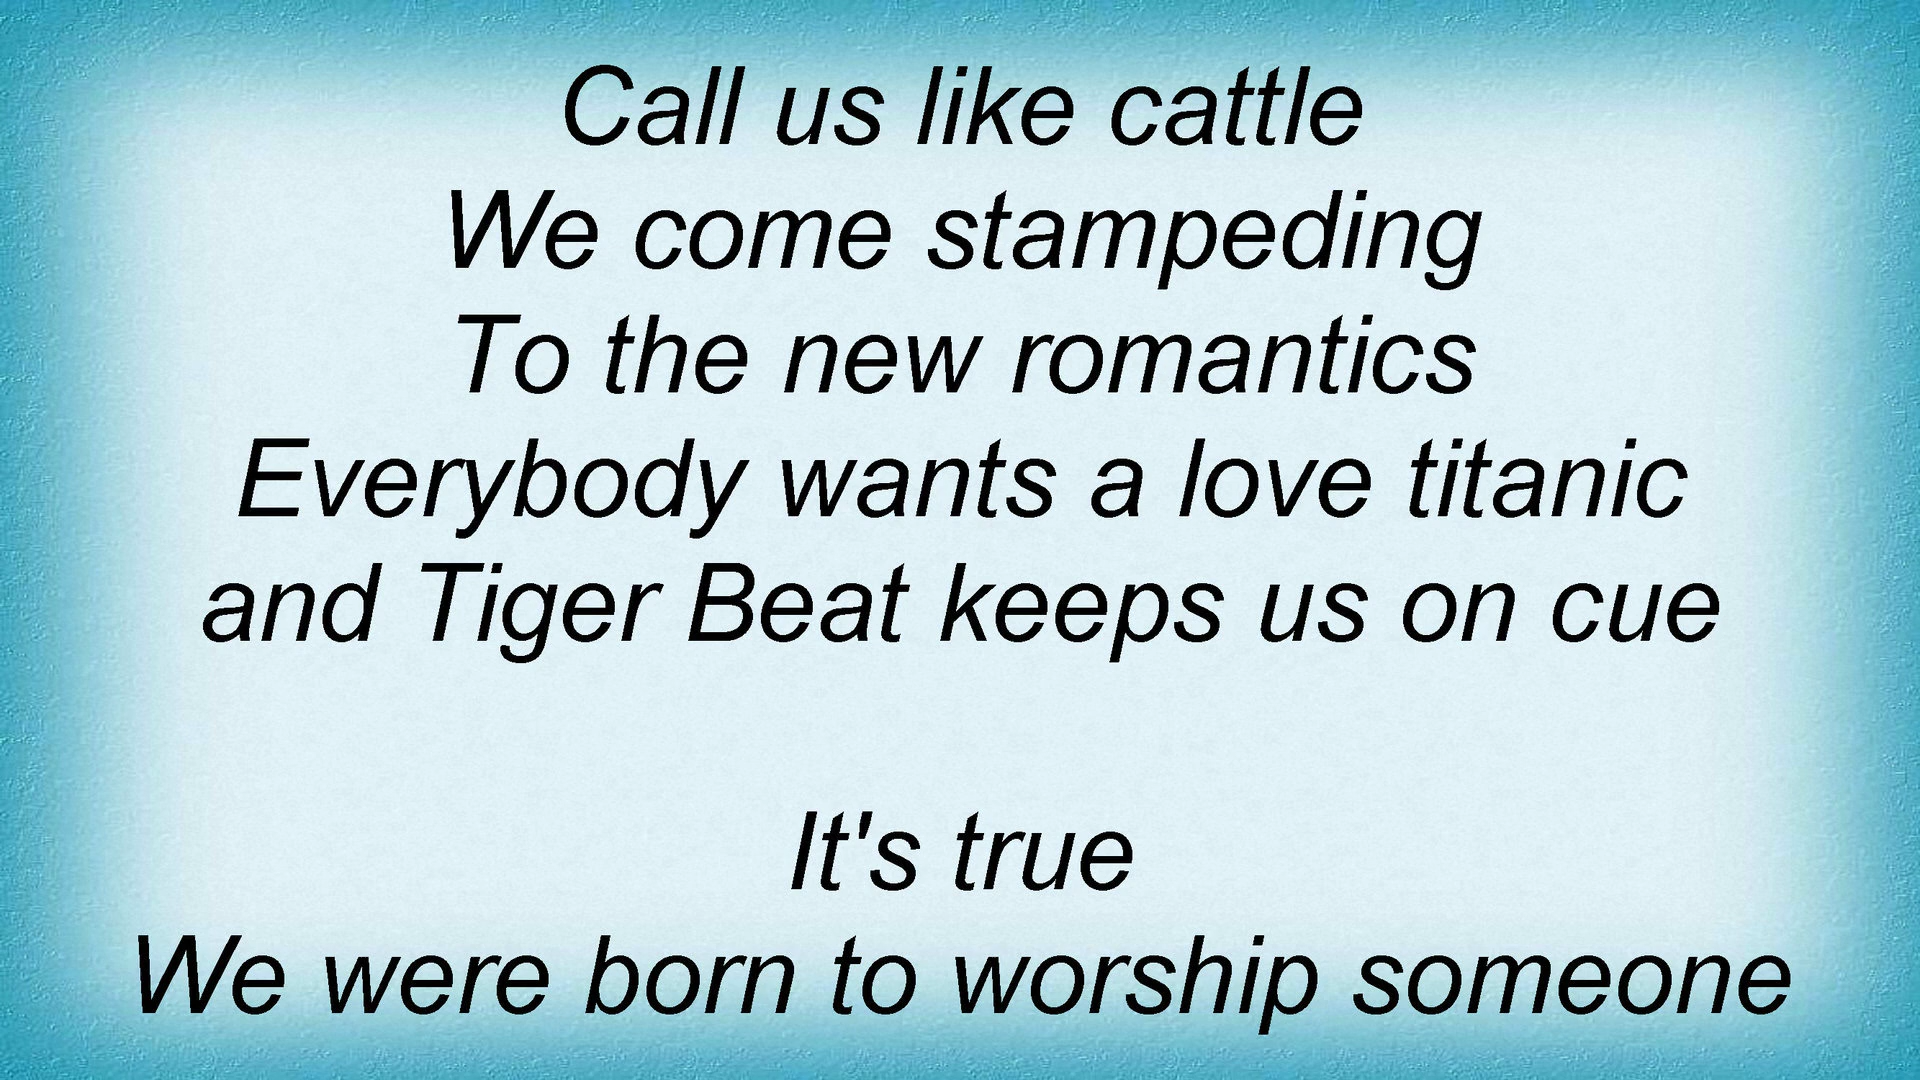 Call us like cattle
We come stampeding
To the new romantics
Everybody wants a love titanic
and Tiger Beat keeps us on cue
It's true
We were born to worship someone